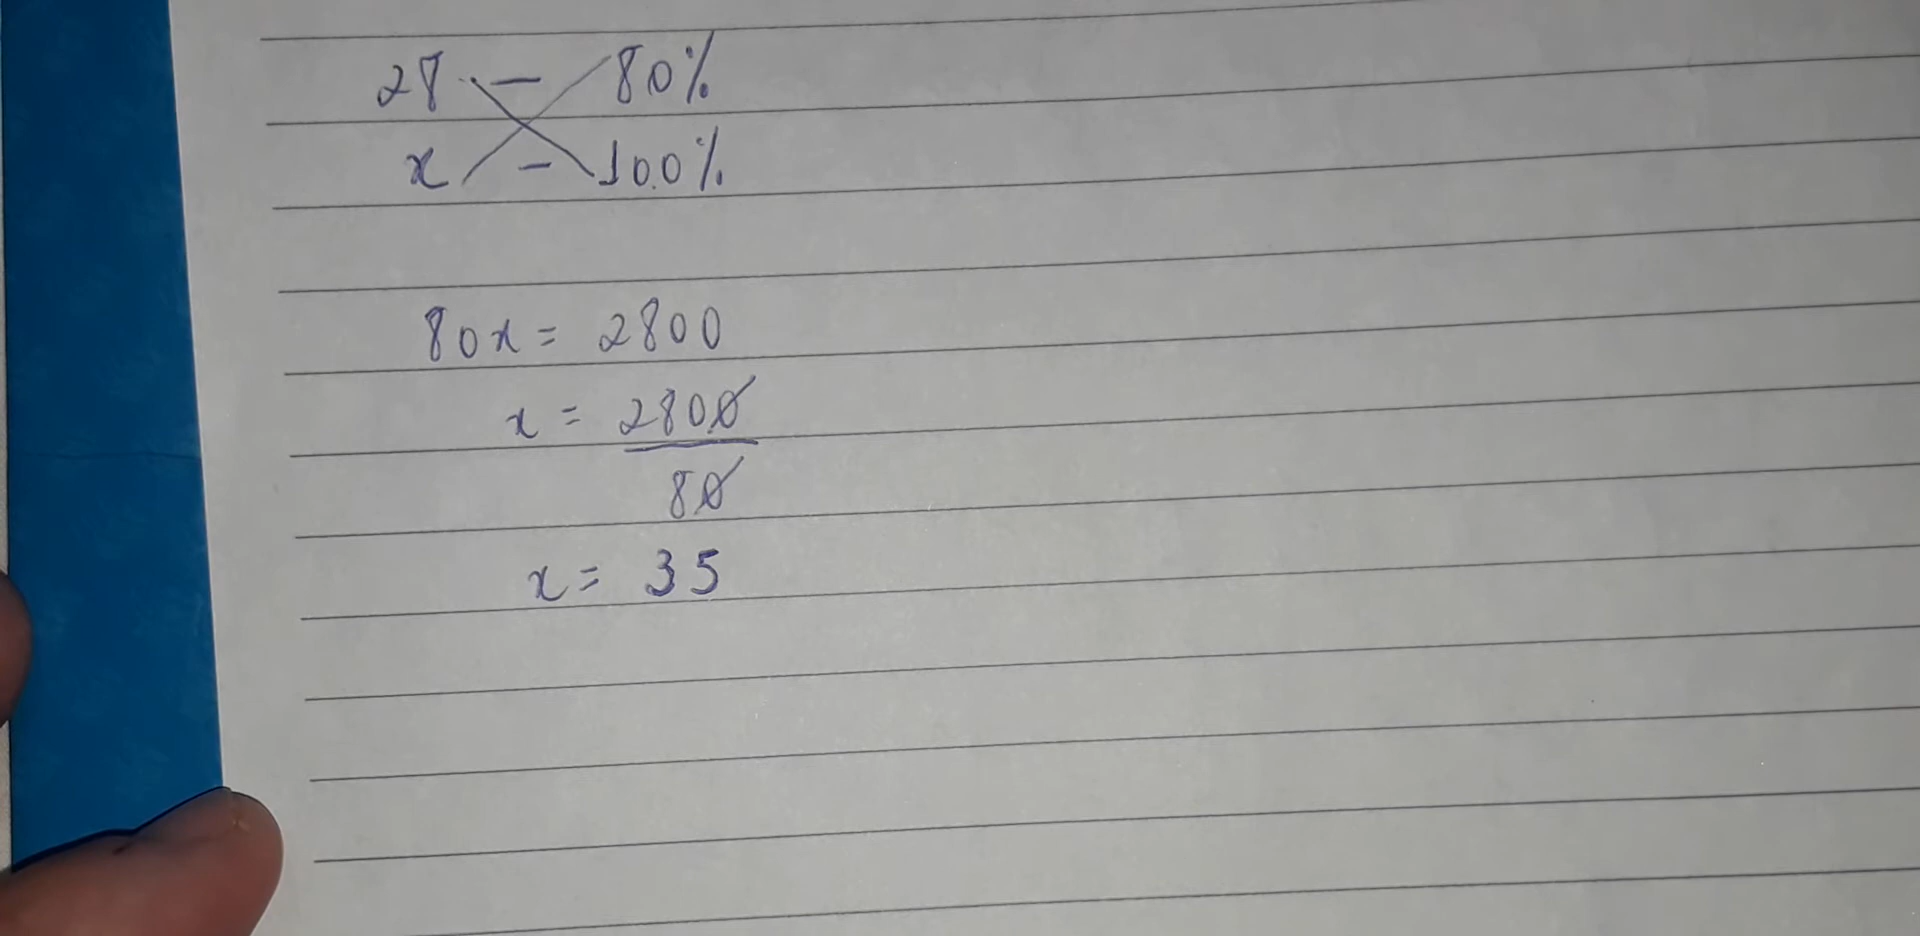 28 - 80%
x - 100%
80x = 2800
x = 2800
80
x = 35